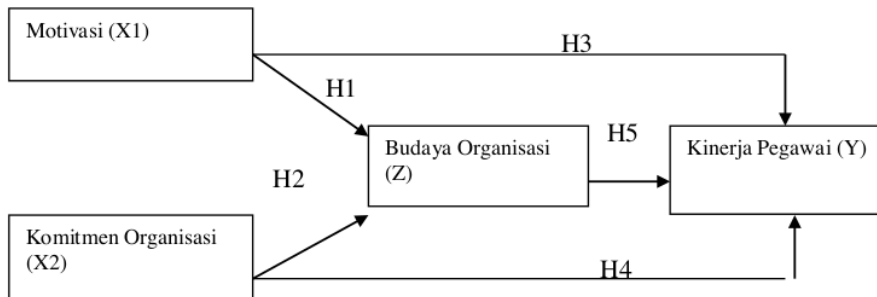 Motivasi (X1)
H3
H1
Budaya Organisasi
(Z)
H5
Kinerja Pegawai (Y)
H2
Komitmen Organisasi
(X2)
H4